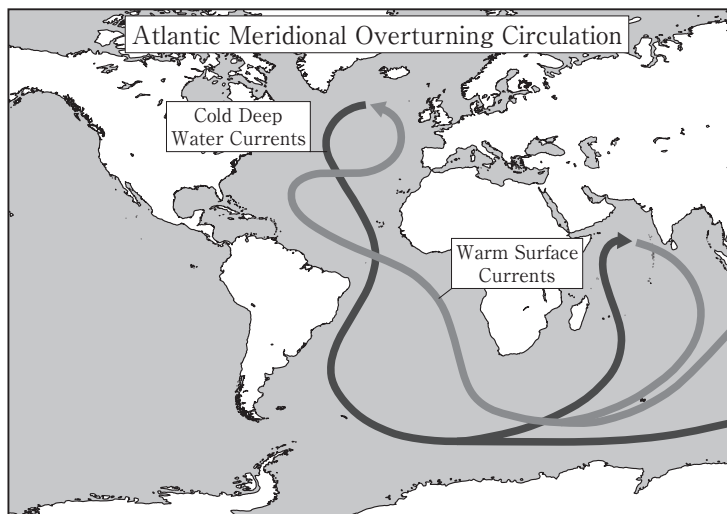 Atlantic Meridional Overturning Circulation
Cold Deep
Water Currents
Warm Surface
Currents